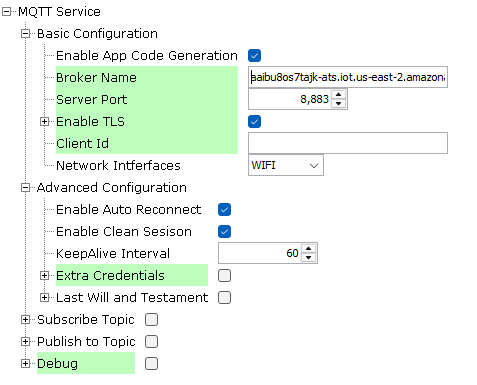 MQTT Service
Basic Configuration
Enable App Code Generation
Broker Name aaibu8os7tajk-ats.iot.us-east-2.amazona
Server Port 8,883
Enable TLS
Client Id
Network Intferfaces WIFI
Advanced Configuration
Enable Auto Reconnect
Enable Clean Sesison
KeepAlive Interval 60
Extra Credentials
Last Will and Testament
Subscribe Topic
Publish to Topic
Debug